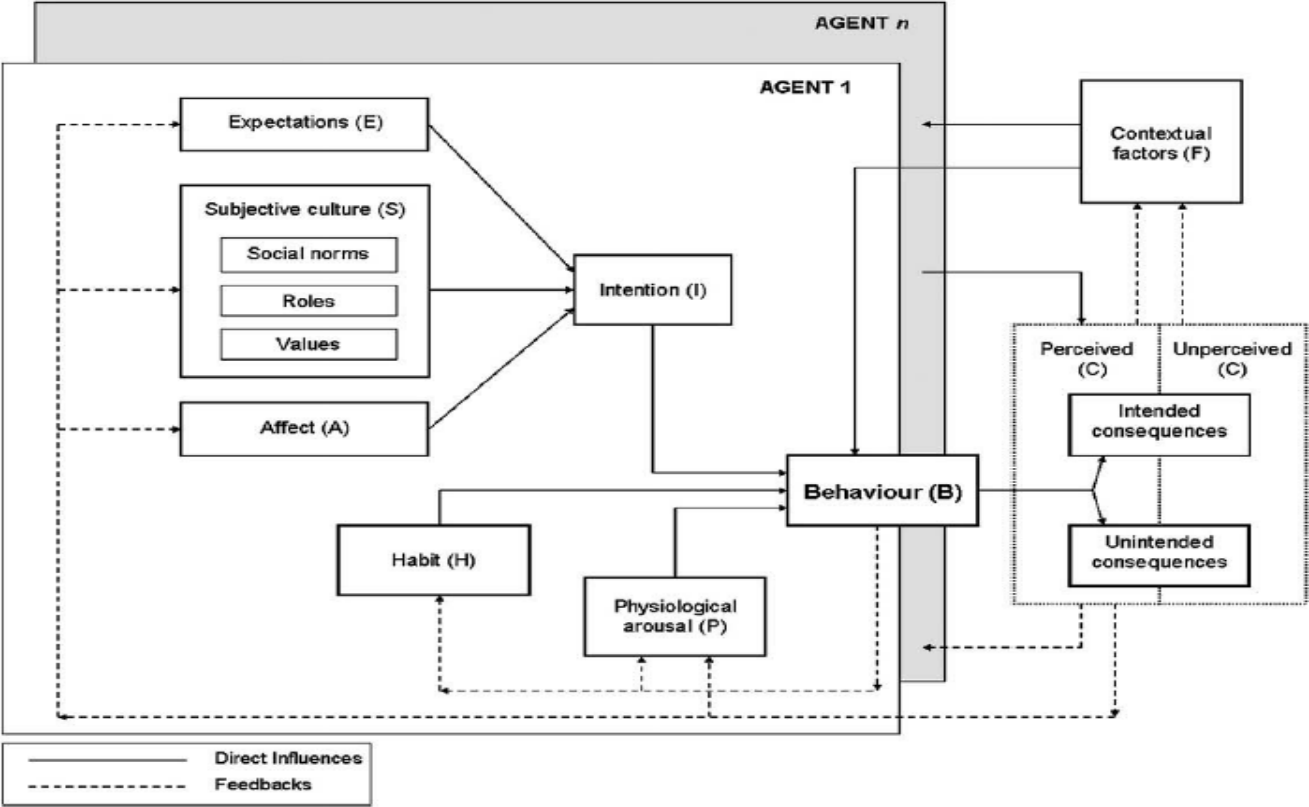 AGENT n
AGENT 1
Expectations (E)
Contextual
factors (F)
Subjective culture (S)
Social norms
Roles
Values
Intention (I)
Perceived
(C)
Unperceived
(C)
Intended
consequences
Affect (A)
Behaviour (B)
Unintended
consequences
Habit (H)
Physiological
arousal (P)
Direct Influences
Feedbacks